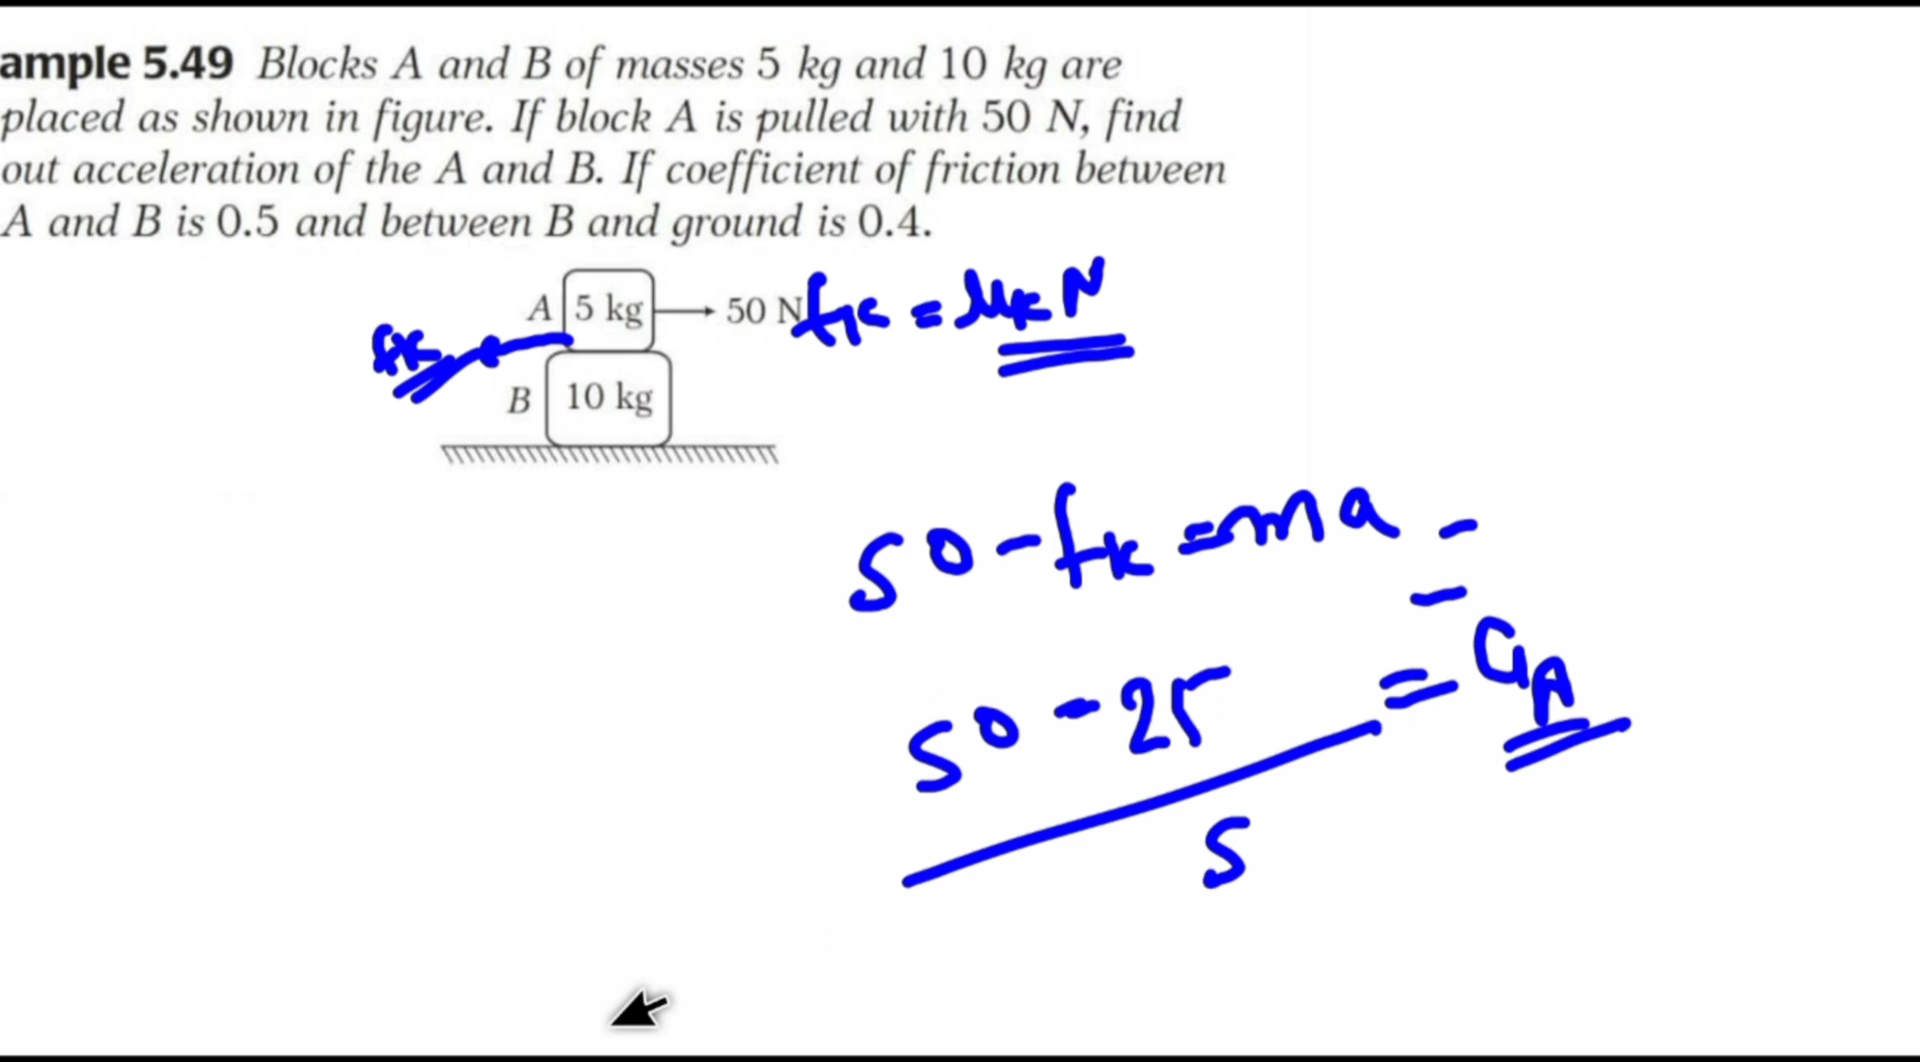 ample 5.49 Blocks A and B of masses 5 kg and 10 kg are
placed as shown in figure. If block A is pulled with 50 N, find
out acceleration of the A and B. If coefficient of friction between
A and B is 0.5 and between B and ground is 0.4.
A 5 kg 50 N fk = μk N
fk
B 10 kg
50 - fk = ma -
50 - 25 = aA
5